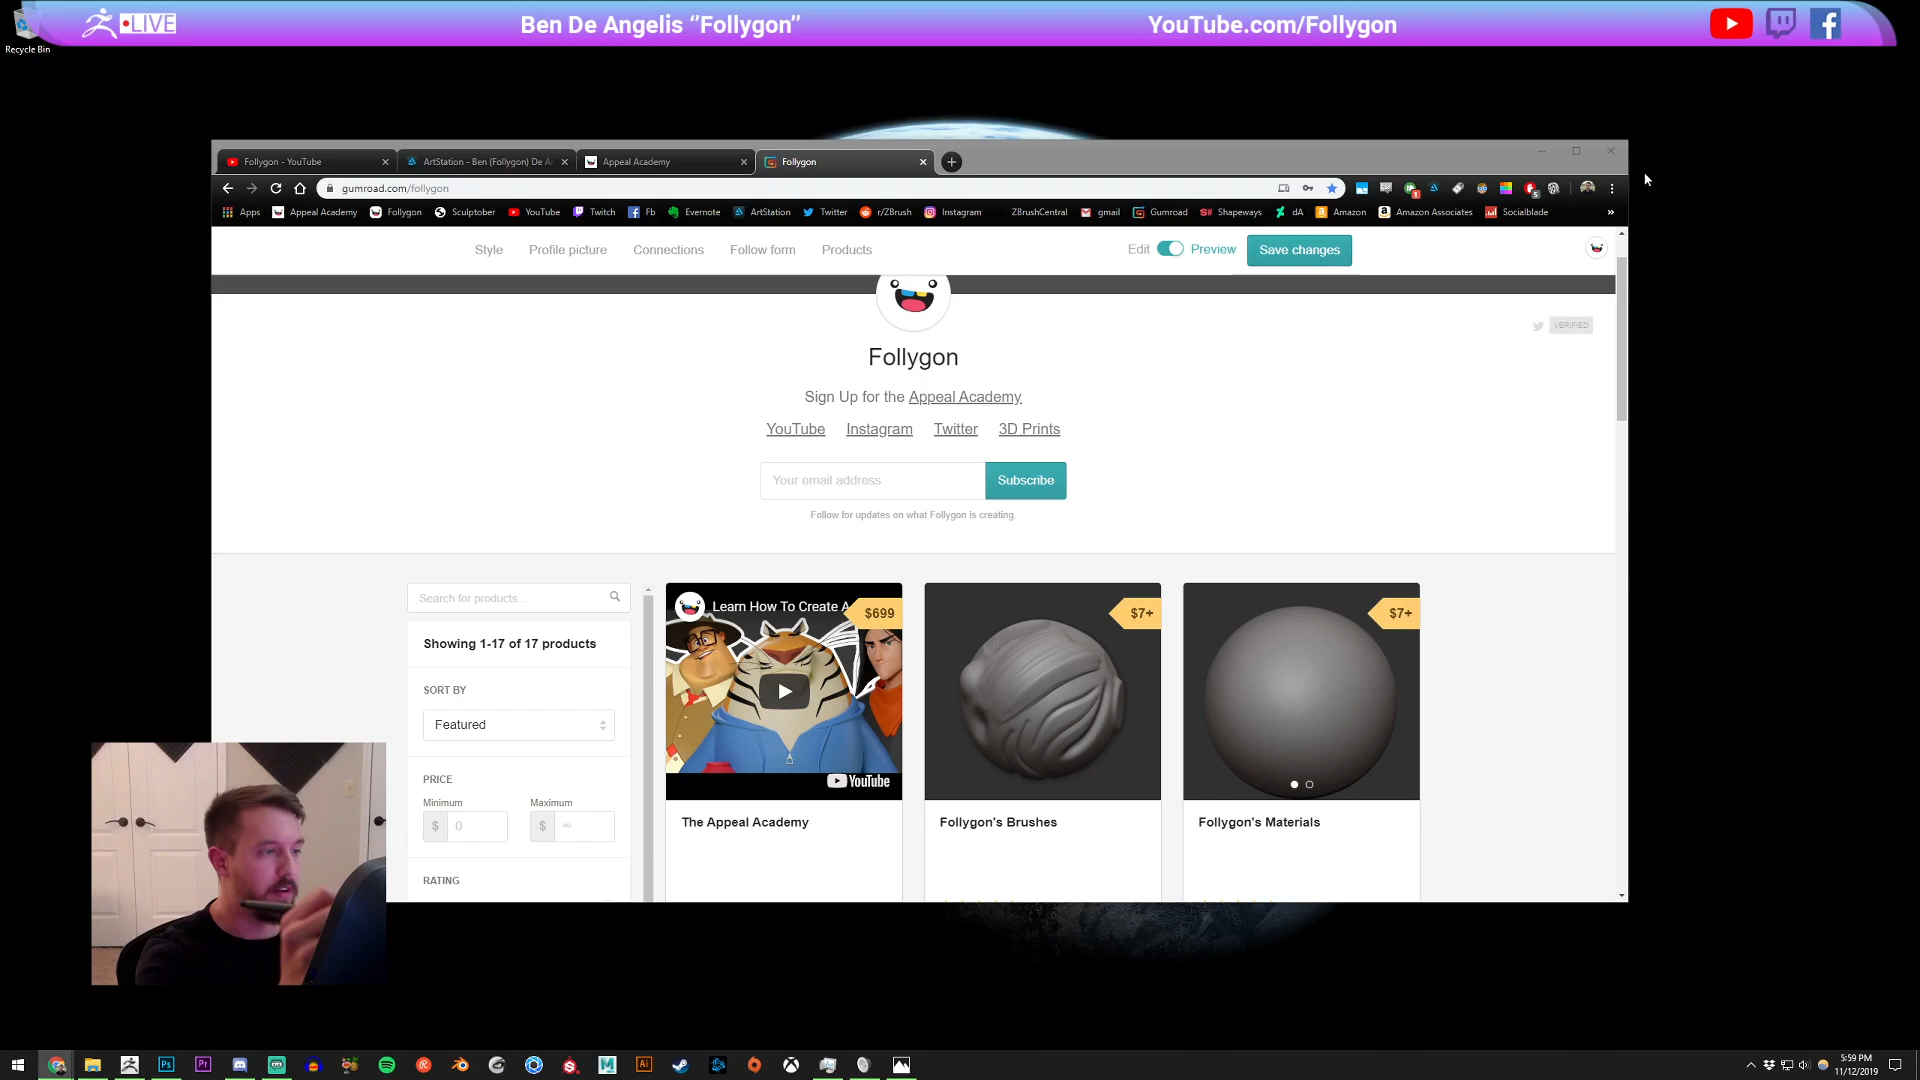 LIVE
Ben De Angelis "Follygon"
YouTube.com/Follygon
Recycle Bin
Follygon - YouTube
ArtStation - Ben (Follygon) De A
Appeal Academy
Follygon
gumroad.com/follygon
Apps Appeal Academy Follygon Sculptober YouTube Twitch Fb Evernote ArtStation Twitter r/ZBrush Instagram ZBrushCentral gmail Gumroad Shapeways dA Amazon Amazon Associates Socialblade »
Style Profile picture Connections Follow form Products Edit Preview Save changes
VERIFIED
Follygon
Sign Up for the Appeal Academy
YouTube Instagram Twitter 3D Prints
Your email address Subscribe
Follow for updates on what Follygon is creating.
Search for products...
Showing 1-17 of 17 products
SORT BY
Featured
PRICE
Minimum Maximum
$ 0 $ ∞
RATING
Learn How To Create A
$699
YouTube
The Appeal Academy
$7+
Follygon's Brushes
$7+
Follygon's Materials
Ps Pr Ai
5:59 PM
11/12/2019